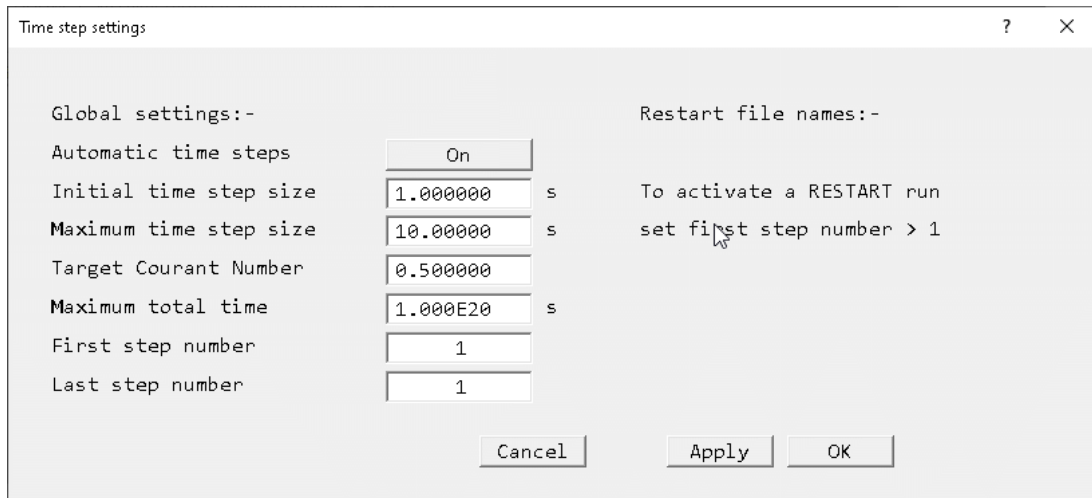 Time step settings ? ×
Global settings:- Restart file names:-
Automatic time steps On
Initial time step size 1.000000 s To activate a RESTART run
Maximum time step size 10.00000 s set first step number > 1
Target Courant Number 0.500000
Maximum total time 1.000E20 s
First step number 1
Last step number 1
Cancel Apply OK